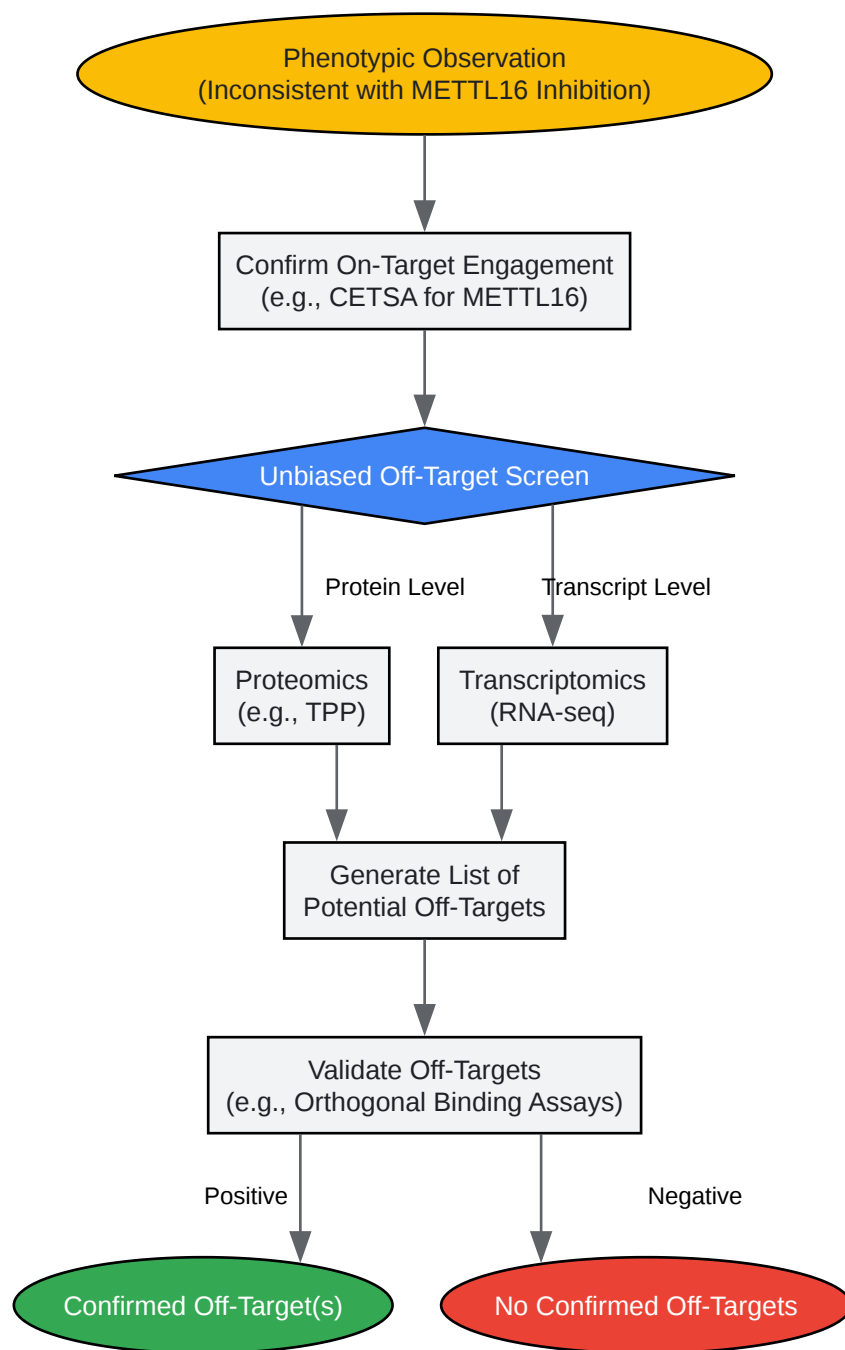 Phenotypic Observation
(Inconsistent with METTL16 Inhibition)
Confirm On-Target Engagement
(e.g., CETSA for METTL16)
Unbiased Off-Target Screen
Protein Level
Transcript Level
Proteomics
(e.g., TPP)
Transcriptomics
(RNA-seq)
Generate List of
Potential Off-Targets
Validate Off-Targets
(e.g., Orthogonal Binding Assays)
Positive
Negative
Confirmed Off-Target(s)
No Confirmed Off-Targets